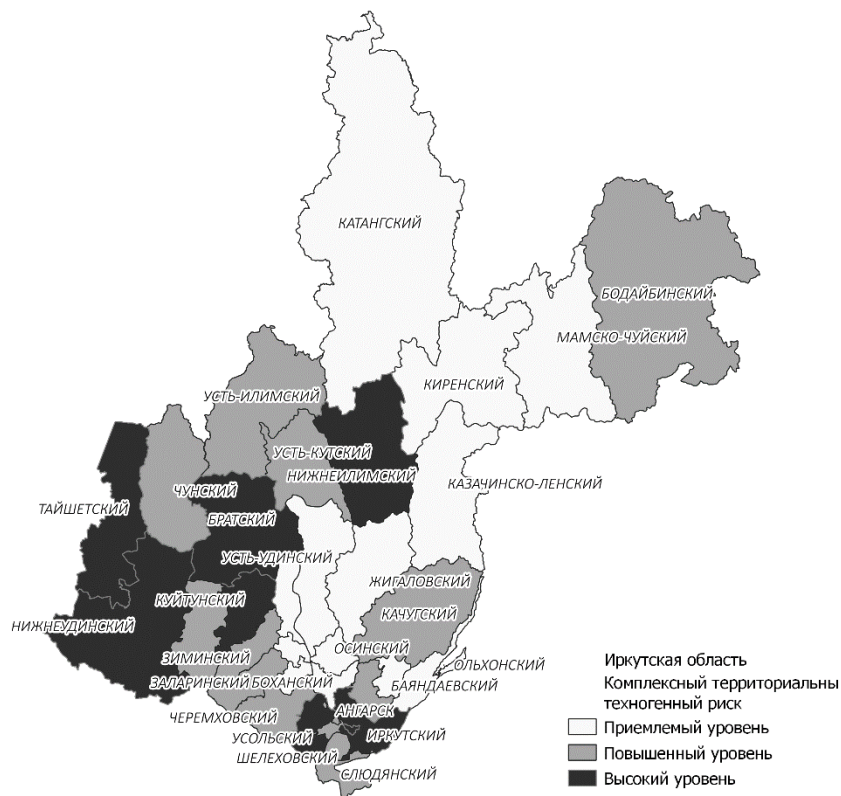 КАТАНГСКИЙ
БОДАЙБИНСКИЙ
МАМСКО-ЧУЙСКИЙ
КИРЕНСКИЙ
УСТЬ-ИЛИМСКИЙ
УСТЬ-КУТСКИЙ
НИЖНЕИЛИМСКИЙ
КАЗАЧИНСКО-ЛЕНСКИЙ
ЧУНСКИЙ
ТАЙШЕТСКИЙ
БРАТСКИЙ
УСТЬ-УДИНСКИЙ
ЖИГАЛОВСКИЙ
КУЙТУНСКИЙ
КАЧУГСКИЙ
НИЖНЕУДИНСКИЙ
ОСИНСКИЙ
ЗИМИНСКИЙ
ОЛЬХОНСКИЙ
ЗАЛАРИНСКИЙ
БОХАНСКИЙ
БАЯНДАЕВСКИЙ
АНГАРСК
ЧЕРЕМХОВСКИЙ
УСОЛЬСКИЙ
ИРКУТСКИЙ
ШЕЛЕХОВСКИЙ
СЛЮДЯНСКИЙ
Иркутская область
Комплексный территориальны
техногенный риск
Приемлемый уровень
Повышенный уровень
Высокий уровень